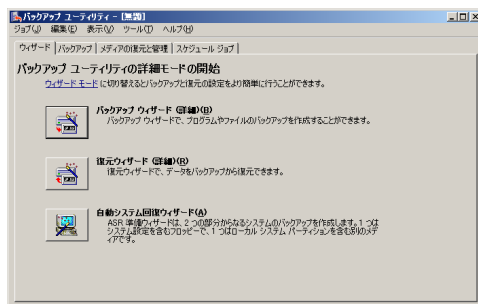 バックアップ ユーティリティ - [無題]
ジョブ(J) 編集(E) 表示(V) ツール(T) ヘルプ(H)
ウィザード バックアップ メディアの復元と管理 スケジュール ジョブ
バックアップ ユーティリティの詳細モードの開始
ウィザード モード に切り替えるとバックアップと復元の設定をより簡単に行うことができます。
バックアップ ウィザード (詳細)(B)
バックアップ ウィザードで、プログラムやファイルのバックアップを作成することができます。
復元ウィザード (詳細)(R)
復元ウィザードで、データをバックアップから復元できます。
自動システム回復ウィザード(A)
ASR 準備ウィザードは、2 つの部分からなるシステムのバックアップを作成します。1 つは
システム設定を含むフロッピーで、1 つはローカル システム パーティションを含む別のメデ
ィアです。